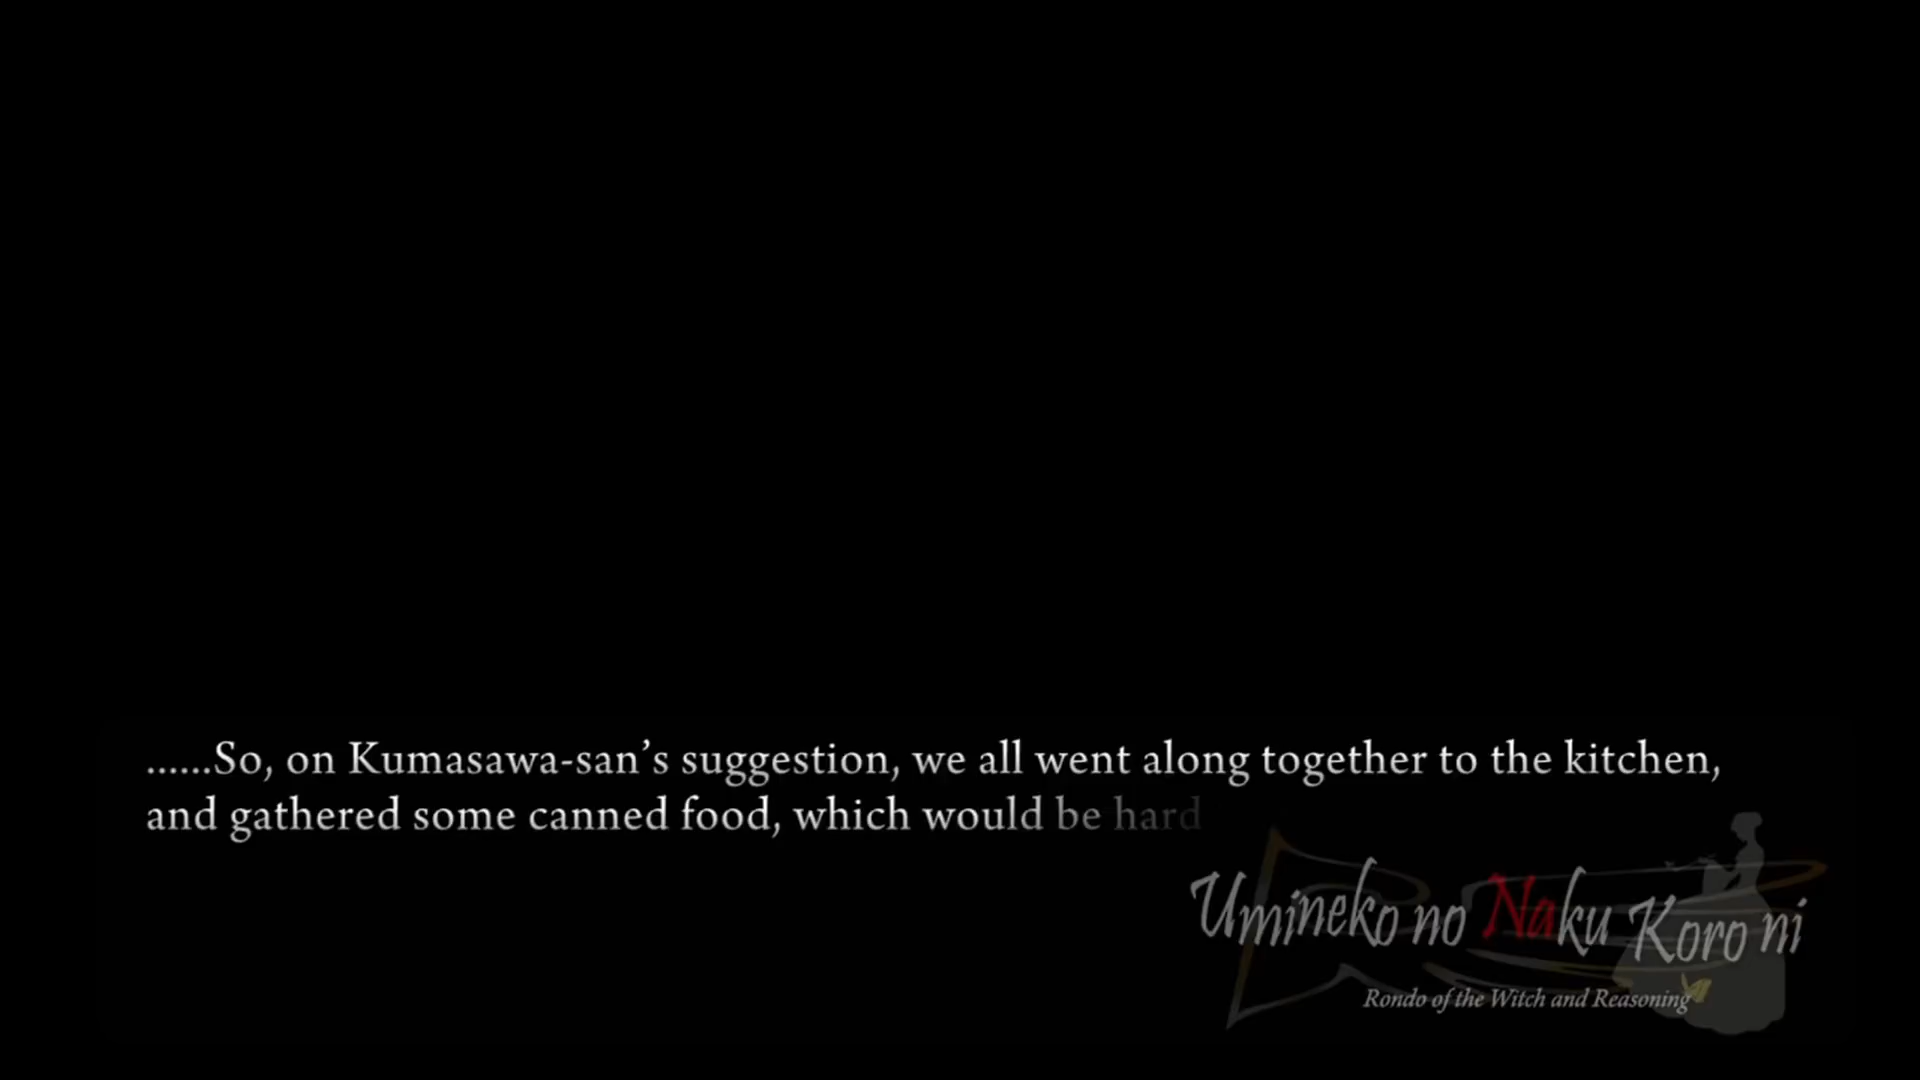 ......So, on Kumasawa-san’s suggestion, we all went along together to the kitchen,
and gathered some canned food, which would be hard
Umineko no Naku Koro ni
Rondo of the Witch and Reasoning